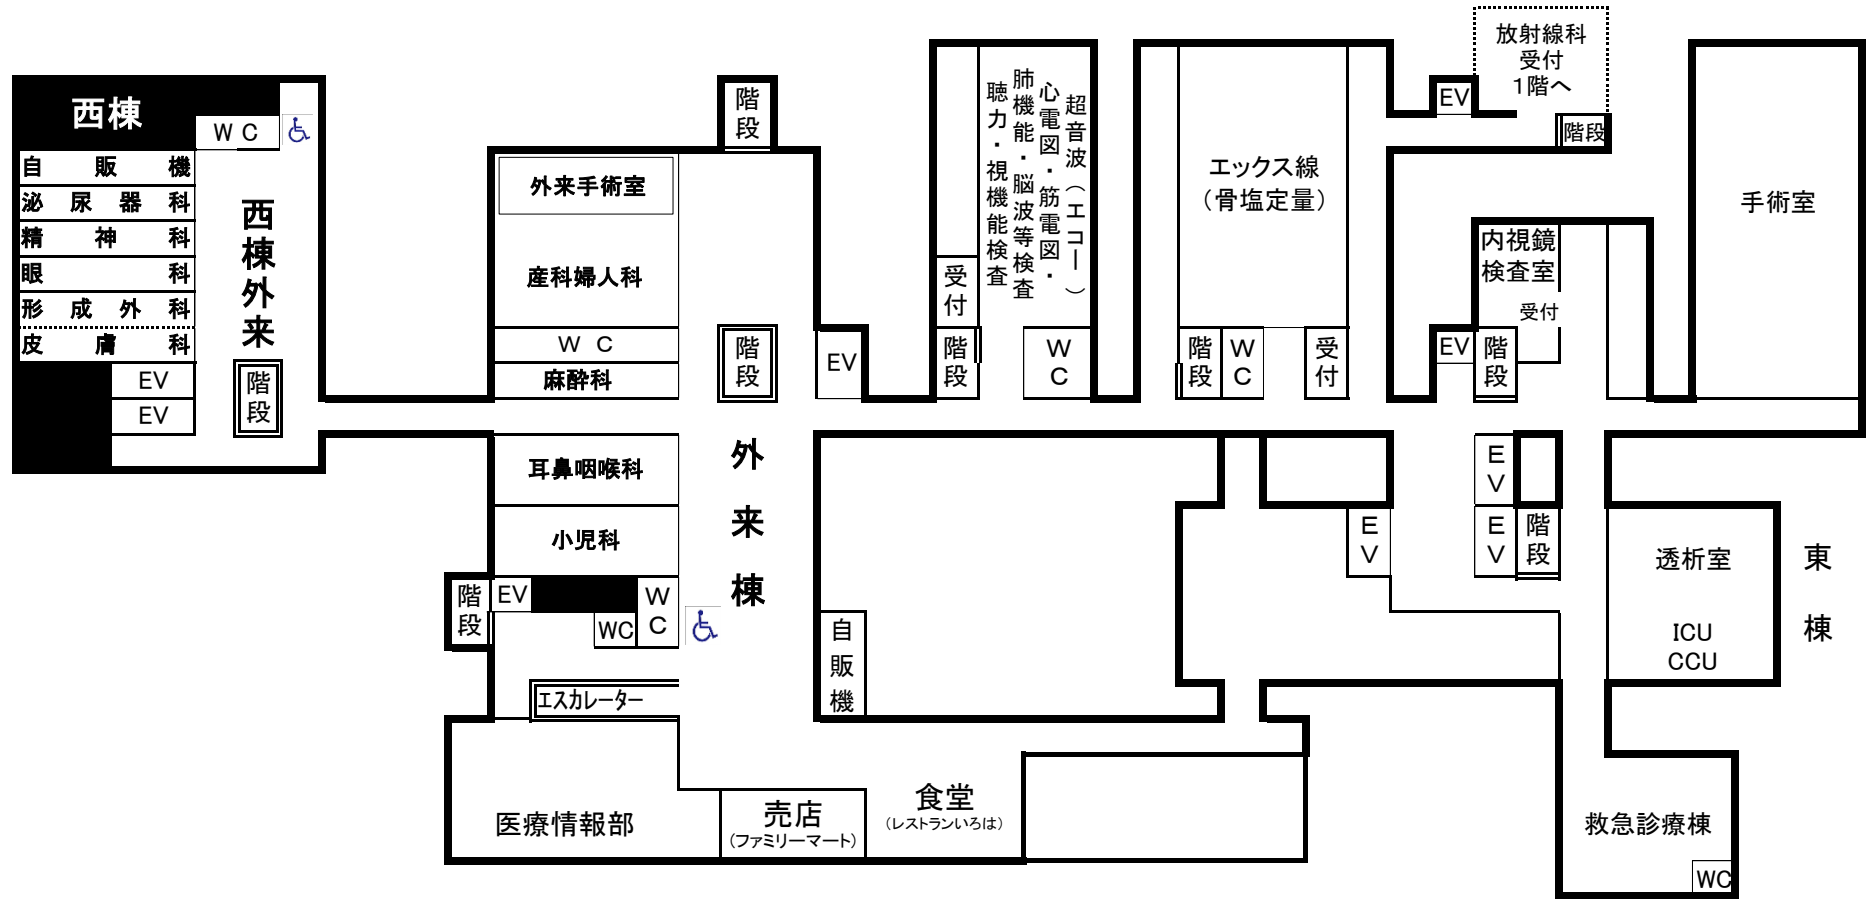 西棟
ＷＣ
自販機
泌尿器科
精神科
眼科
形成外科
皮膚科
EV
EV
西棟外来
階段
階段
外来手術室
産科婦人科
ＷＣ
麻酔科
階段
EV
耳鼻咽喉科
小児科
階段
EV
WC
WC
外来棟
自販機
エスカレーター
医療情報部
売店
（ファミリーマート）
食堂
（レストランいろは）
超音波（エコー）
心電図・筋電図・
肺機能・脳波等検査
聴力・視機能検査
受付
階段
WC
エックス線
（骨塩定量）
階段
WC
受付
EV
放射線科
受付
1階へ
階段
内視鏡
検査室
受付
EV
階段
手術室
EV
EV
EV
階段
透析室
ICU
CCU
東棟
救急診療棟
WC